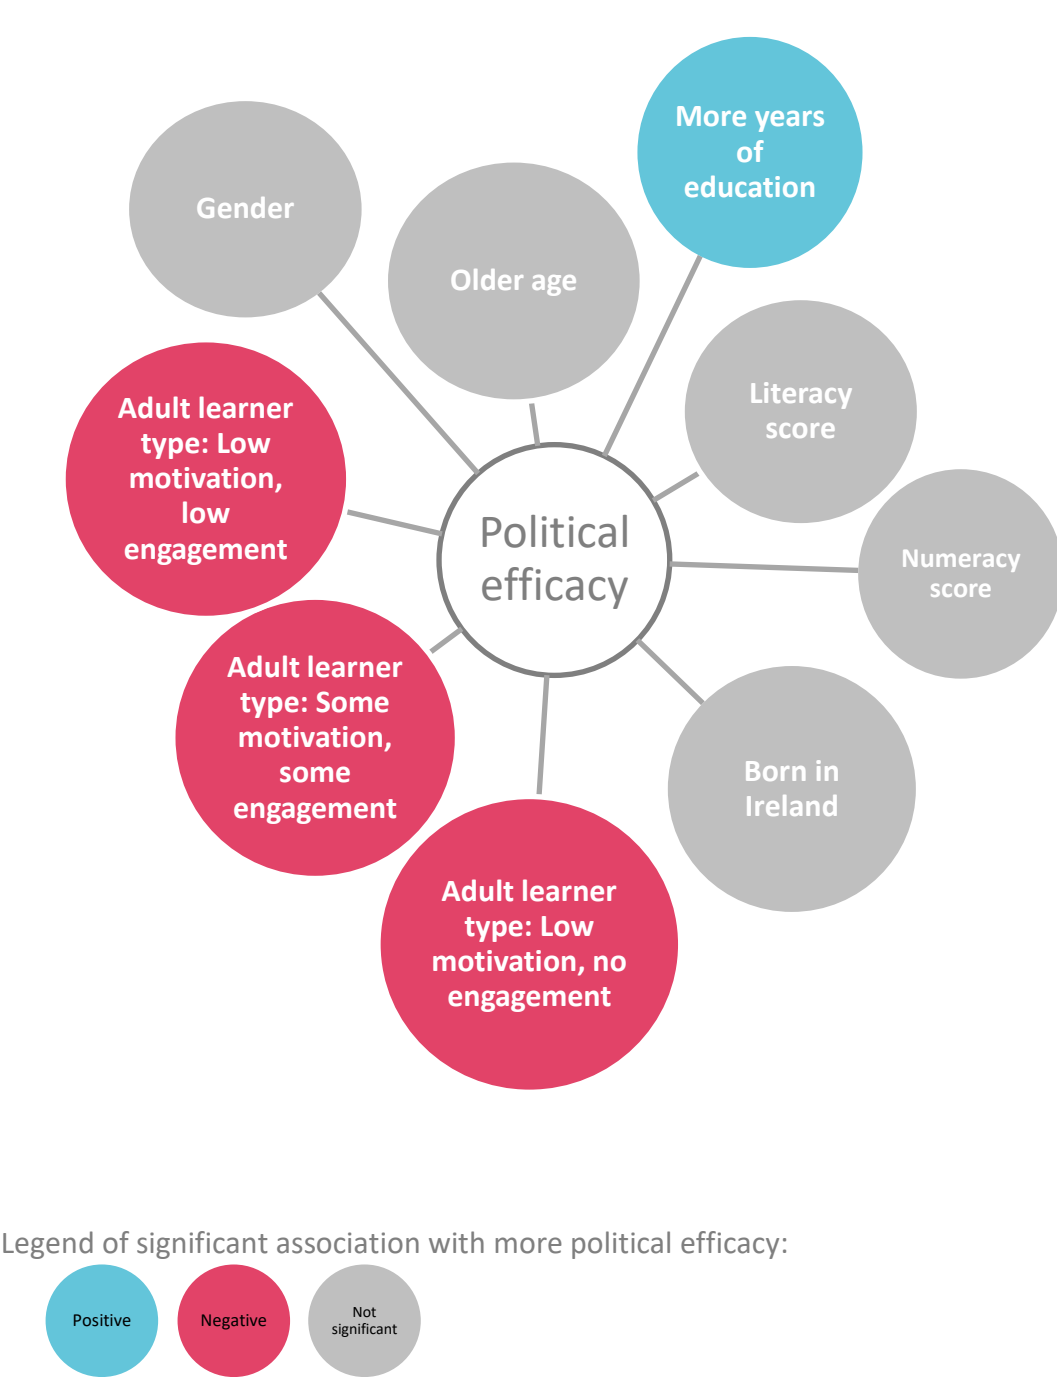 More years
of
education
Gender
Older age
Literacy
score
Adult learner
type: Low
motivation,
low
engagement
Political
efficacy
Numeracy
score
Adult learner
type: Some
motivation,
some
engagement
Born in
Ireland
Adult learner
type: Low
motivation, no
engagement
Legend of significant association with more political efficacy:
Positive
Negative
Not
significant